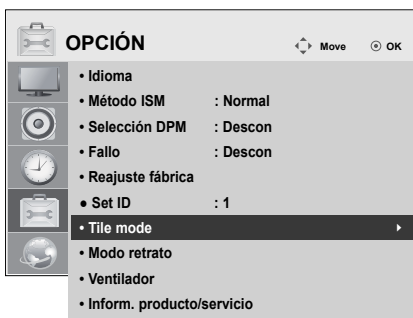 OPCIÓN Move OK
• Idioma
• Método ISM : Normal
• Selección DPM : Descon
• Fallo : Descon
• Reajuste fábrica
● Set ID : 1
• Tile mode
• Modo retrato
• Ventilador
• Inform. producto/servicio